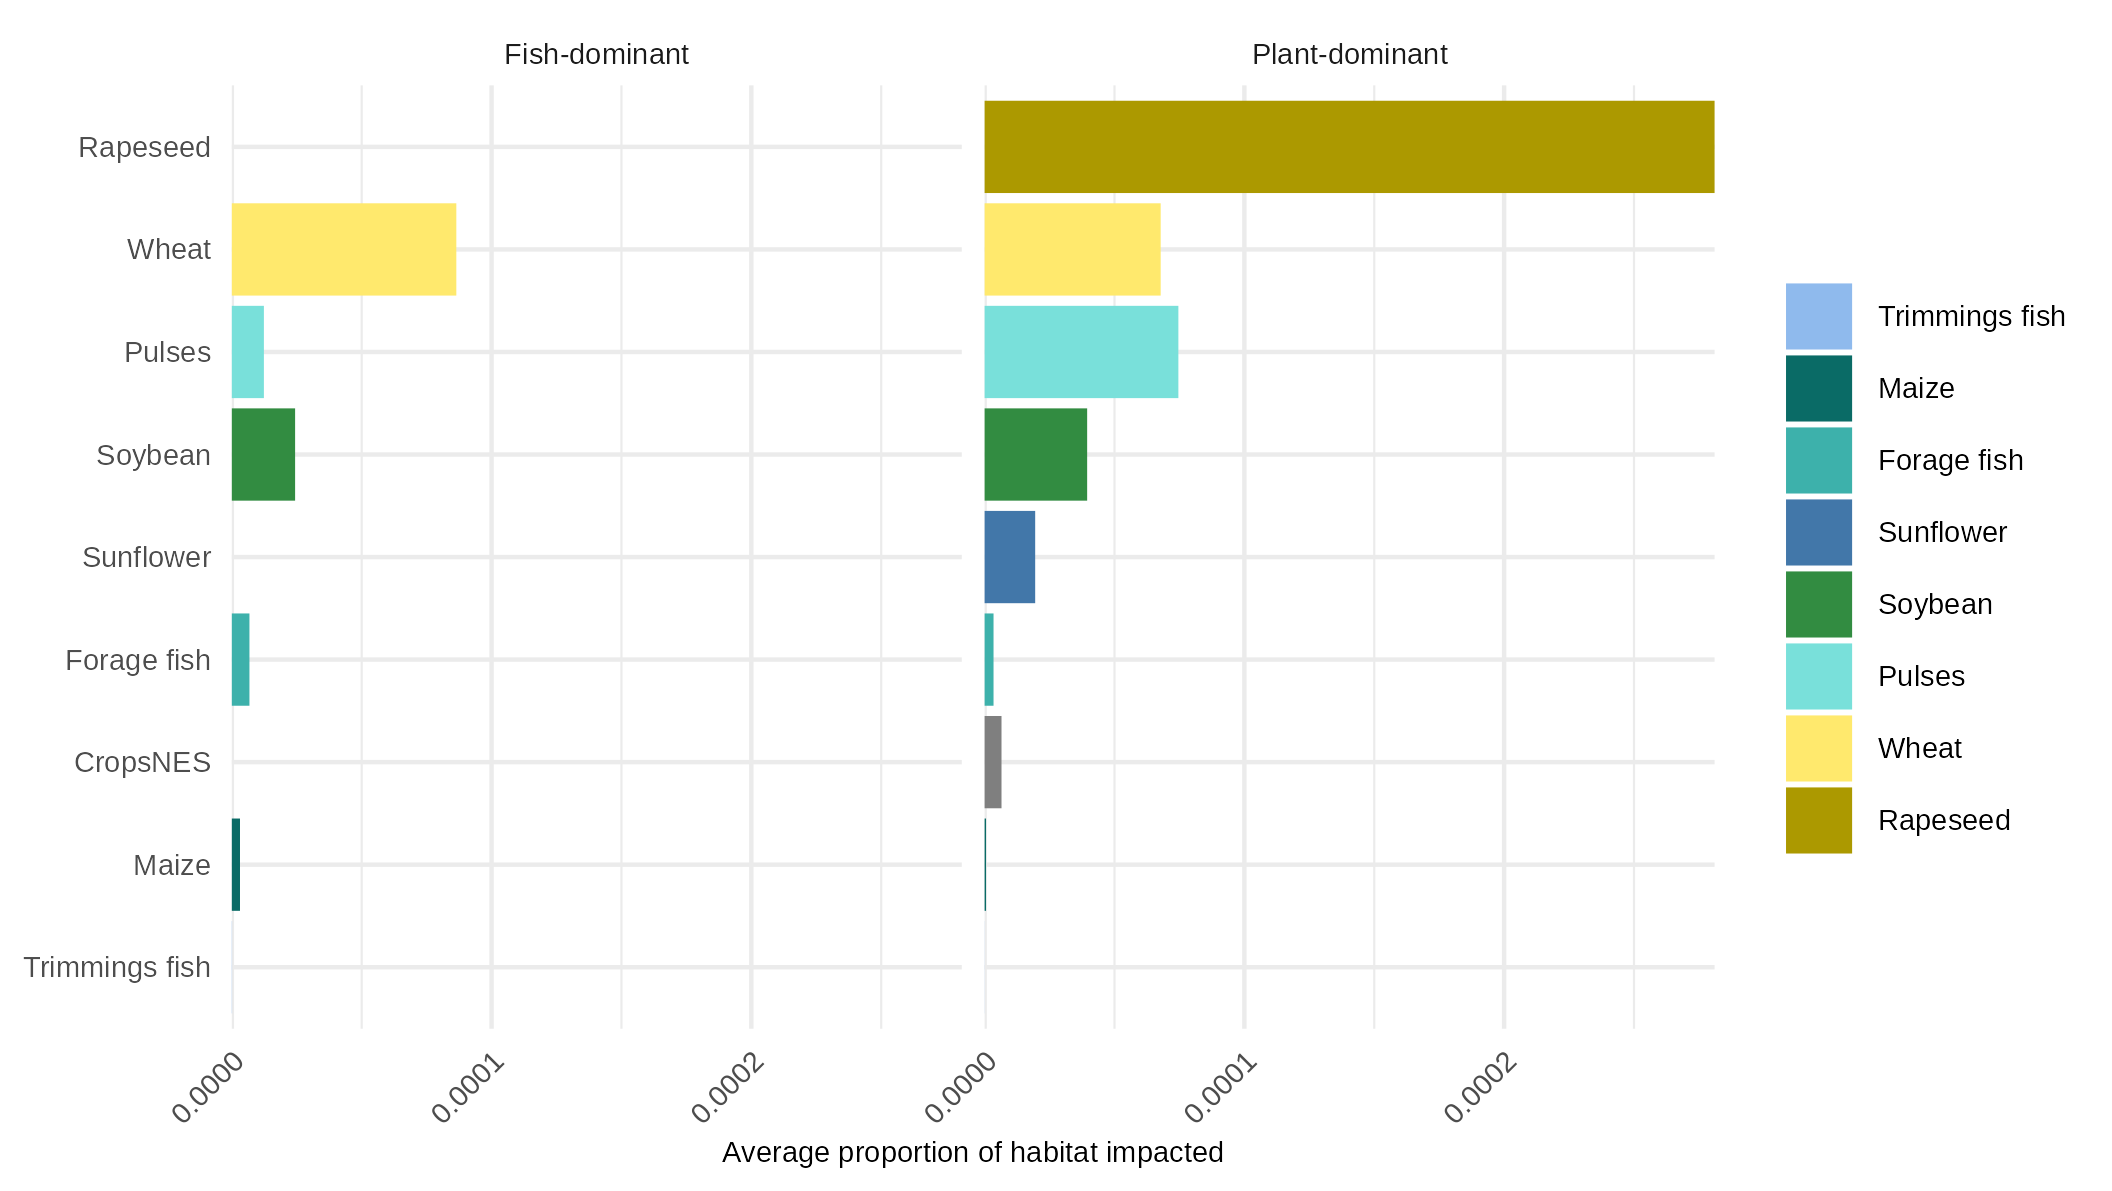 Fish-dominant
Plant-dominant
Rapeseed
Wheat
Pulses
Soybean
Sunflower
Forage fish
CropsNES
Maize
Trimmings fish
0.0000
0.0001
0.0002
0.0000
0.0001
0.0002
Average proportion of habitat impacted
Trimmings fish
Maize
Forage fish
Sunflower
Soybean
Pulses
Wheat
Rapeseed